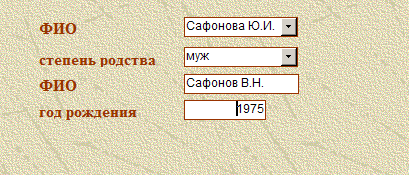 ФИО Сафонова Ю.И.
степень родства муж
ФИО Сафонов В.Н.
год рождения 1975